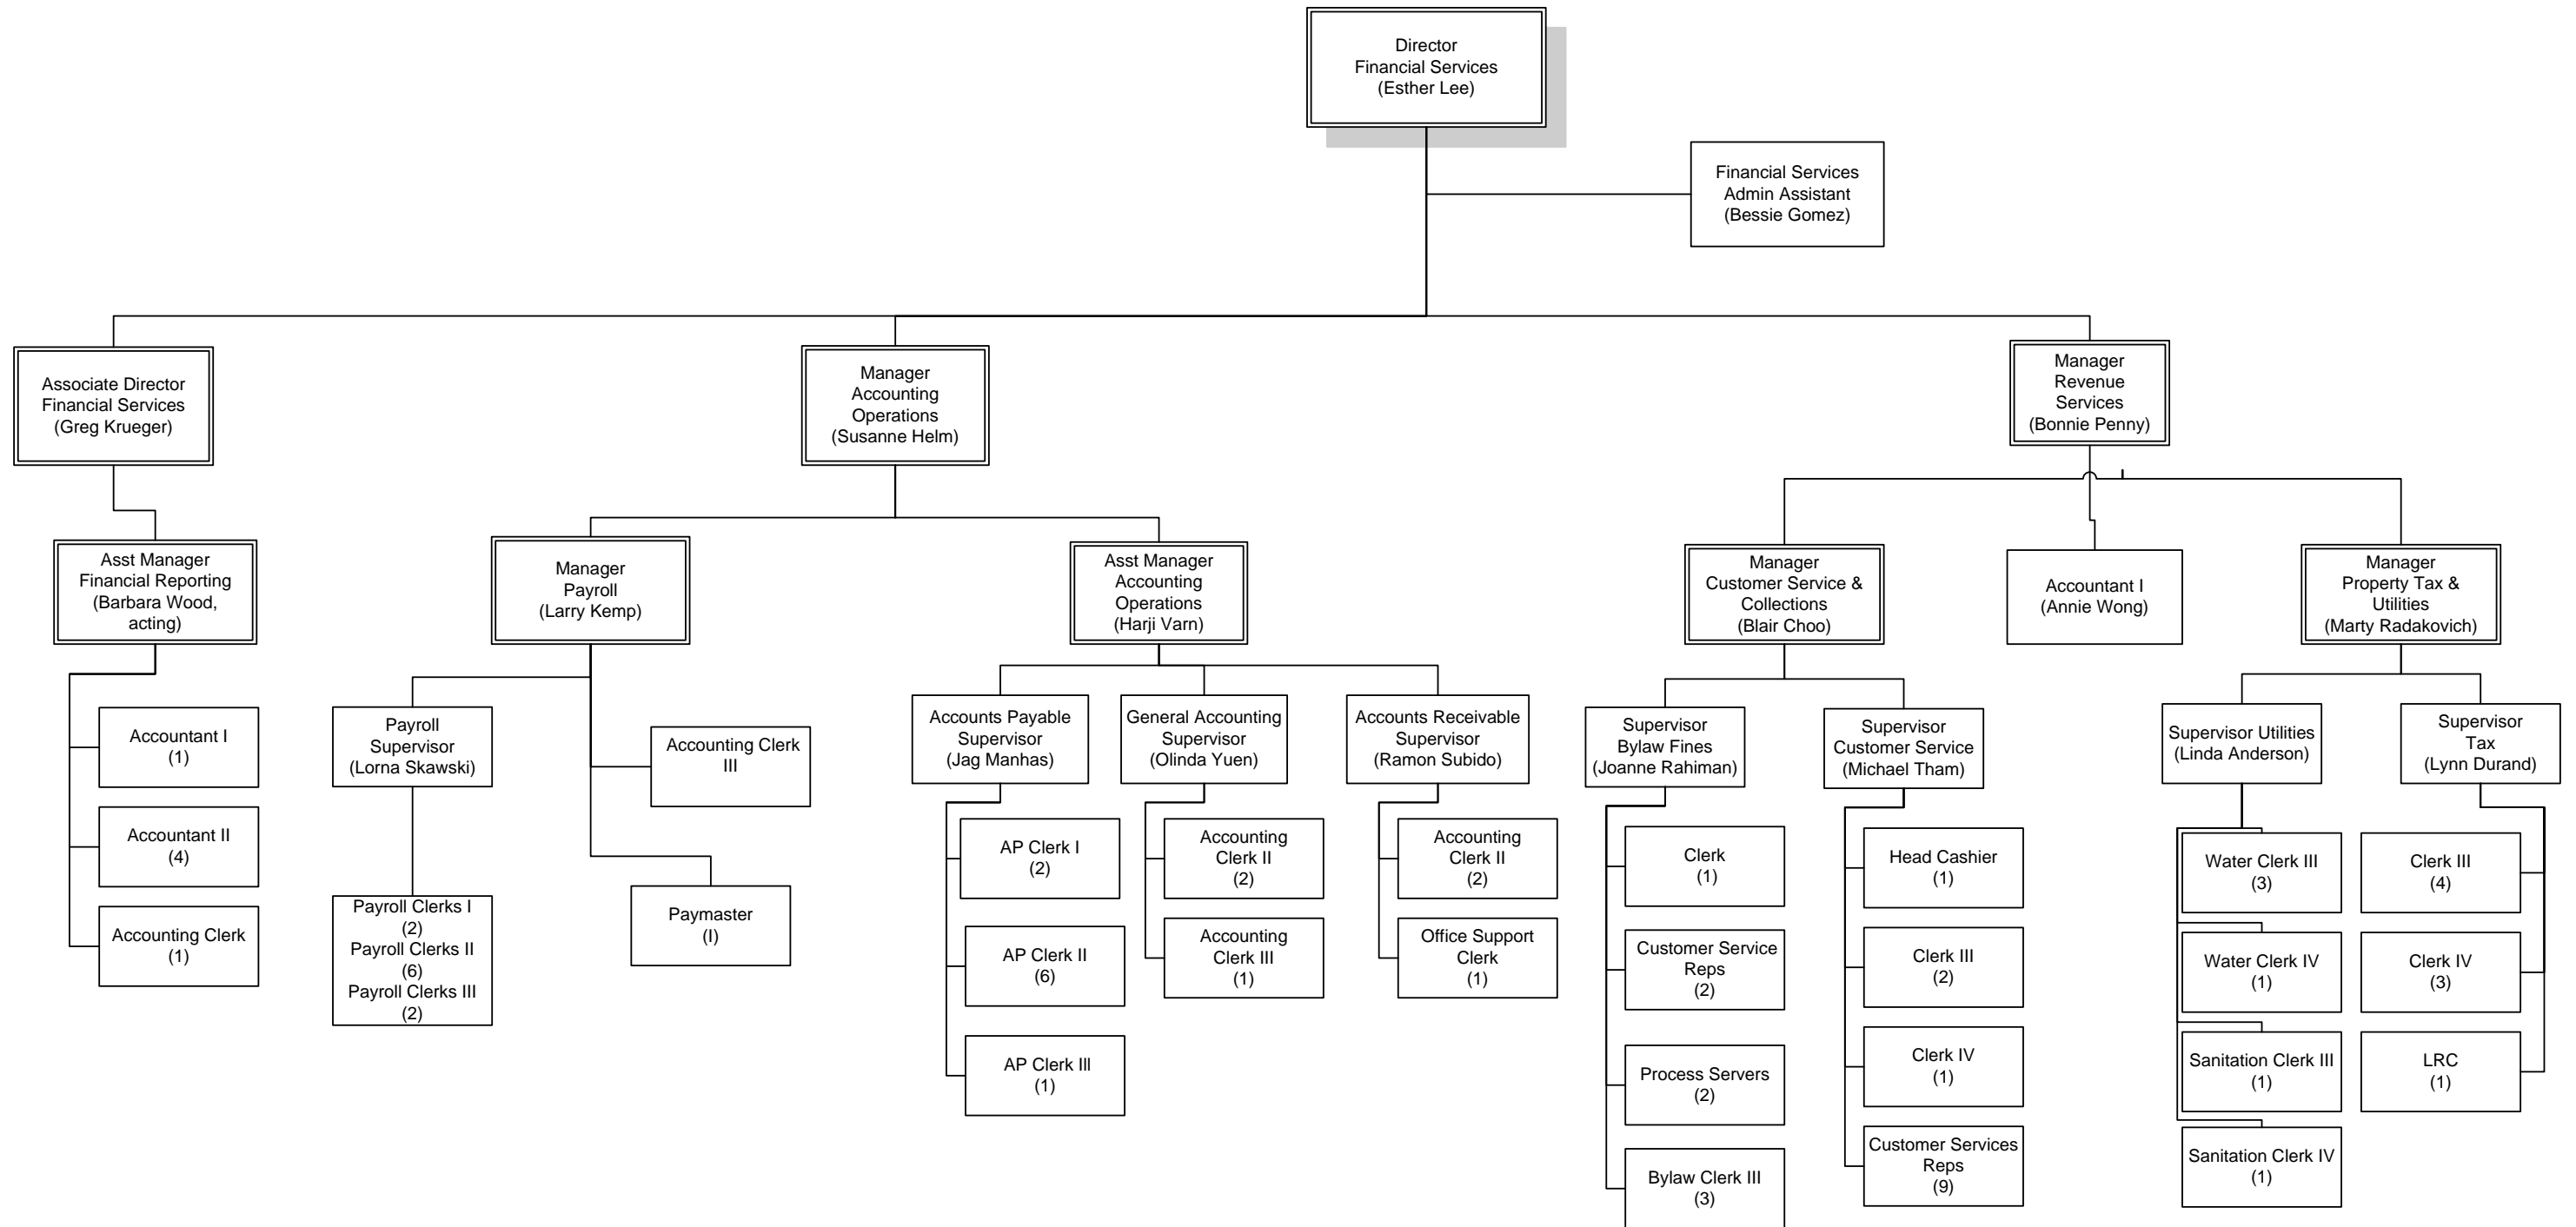 Director
Financial Services
(Esther Lee)
Financial Services
Admin Assistant
(Bessie Gomez)
Associate Director
Financial Services
(Greg Krueger)
Manager
Accounting
Operations
(Susanne Helm)
Manager
Revenue
Services
(Bonnie Penny)
Asst Manager
Financial Reporting
(Barbara Wood,
acting)
Manager
Payroll
(Larry Kemp)
Asst Manager
Accounting
Operations
(Harji Varn)
Manager
Customer Service &
Collections
(Blair Choo)
Accountant I
(Annie Wong)
Manager
Property Tax &
Utilities
(Marty Radakovich)
Accountant I
(1)
Accountant II
(4)
Accounting Clerk
(1)
Payroll
Supervisor
(Lorna Skawski)
Payroll Clerks I
(2)
Payroll Clerks II
(6)
Payroll Clerks III
(2)
Accounting Clerk
III
Paymaster
(I)
Accounts Payable
Supervisor
(Jag Manhas)
AP Clerk I
(2)
AP Clerk II
(6)
AP Clerk III
(1)
General Accounting
Supervisor
(Olinda Yuen)
Accounting
Clerk II
(2)
Accounting
Clerk III
(1)
Accounts Receivable
Supervisor
(Ramon Subido)
Accounting
Clerk II
(2)
Office Support
Clerk
(1)
Supervisor
Bylaw Fines
(Joanne Rahiman)
Clerk
(1)
Customer Service
Reps
(2)
Process Servers
(2)
Bylaw Clerk III
(3)
Supervisor
Customer Service
(Michael Tham)
Head Cashier
(1)
Clerk III
(2)
Clerk IV
(1)
Customer Services
Reps
(9)
Supervisor Utilities
(Linda Anderson)
Water Clerk III
(3)
Water Clerk IV
(1)
Sanitation Clerk III
(1)
Sanitation Clerk IV
(1)
Supervisor
Tax
(Lynn Durand)
Clerk III
(4)
Clerk IV
(3)
LRC
(1)